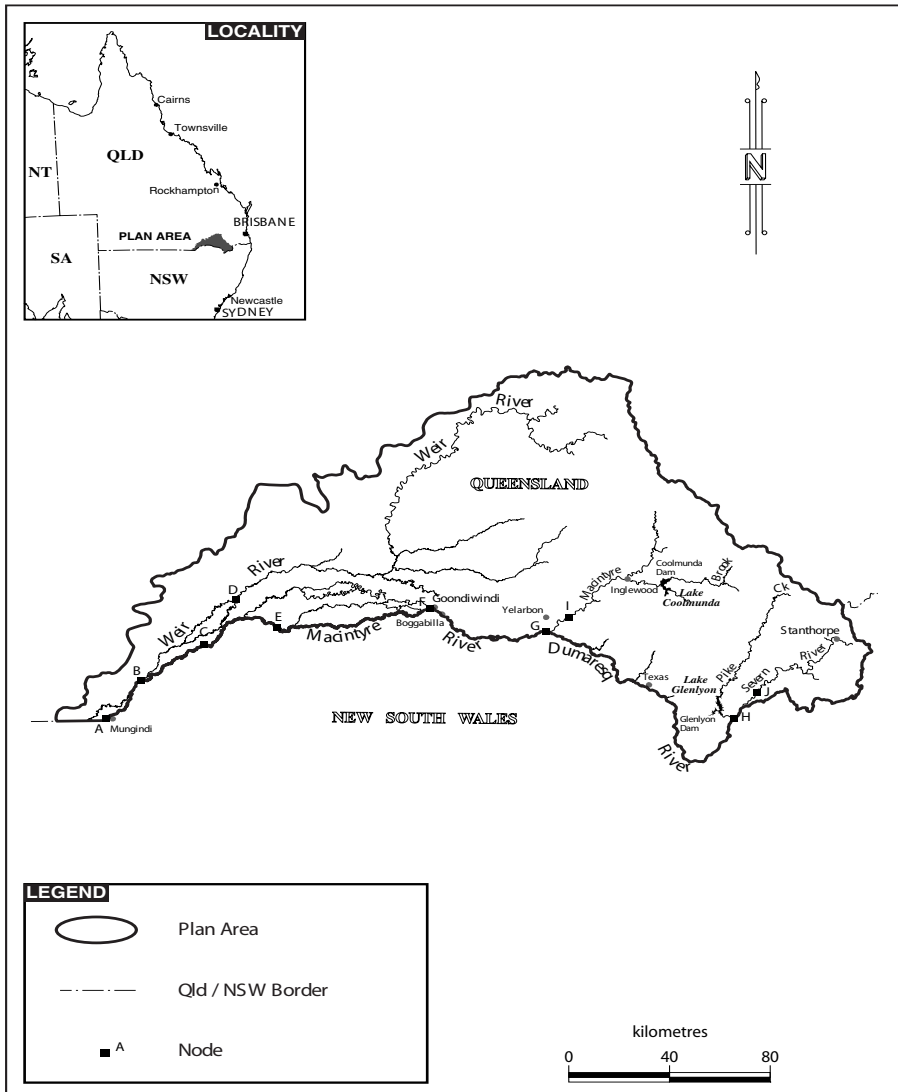 LOCALITY
Cairns
Townsville
QLD
NT
Rockhampton
BRISBANE
PLAN AREA
SA
NSW
Newcastle
SYDNEY
N
River
Weir
QUEENSLAND
River
Coolmunda
Dam
Macintyre
Brook
D
Inglewood
Lake
Coolmunda
Ck
Goondiwindi
F
Yelarbon
I
E
Boggabilla
Weir
C
Macintyre
G
Stanthorpe
River
Dumaresq
River
B
Texas
Lake
Glenlyon
Pike
Severn
J
NEW SOUTH WALES
Glenlyon
Dam
H
A
Mungindi
River
LEGEND
Plan Area
Qld / NSW Border
A
Node
kilometres
0 40 80